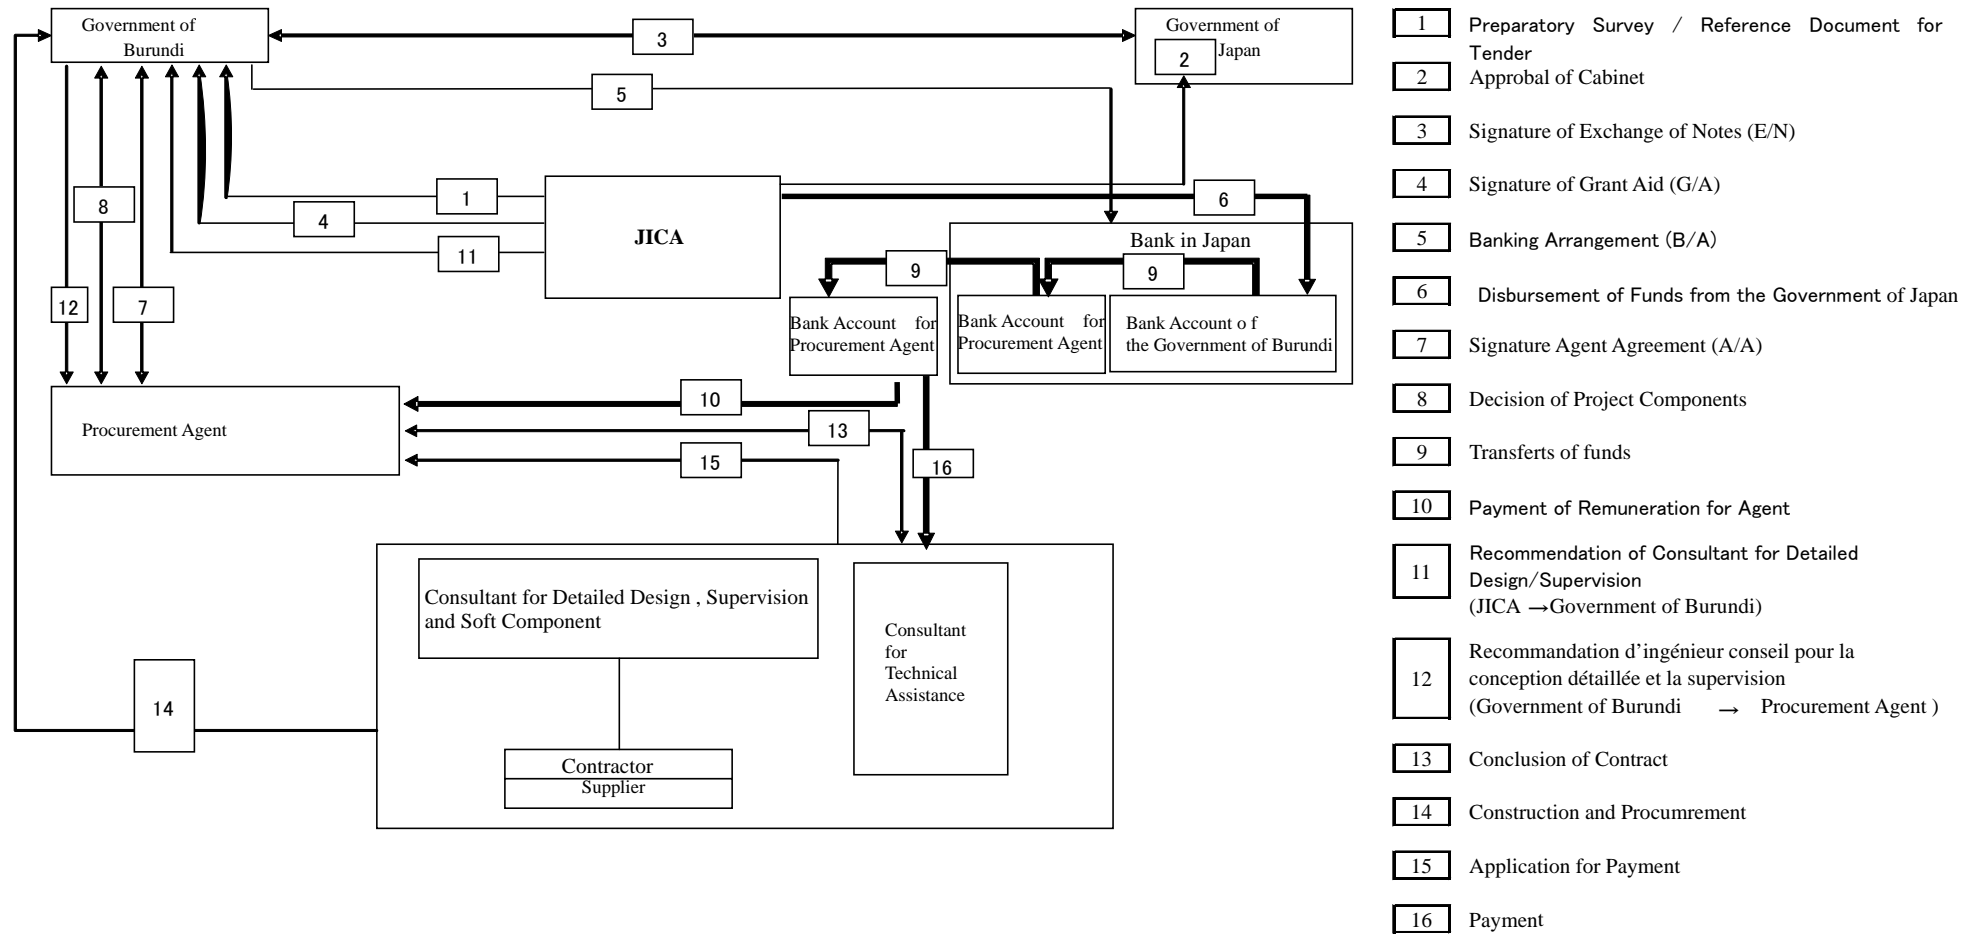 Government of
Burundi
3
Government of
Japan
2
5
1
8
4
6
JICA
11
Bank in Japan
9
9
12
7
Bank Account for
Procurement Agent
Bank Account for
Procurement Agent
Bank Account o f
the Government of Burundi
10
Procurement Agent
13
15
16
Consultant for Detailed Design , Supervision
and Soft Component
Consultant
for
Technical
Assistance
14
Contractor
Supplier
1 Preparatory Survey / Reference Document for
Tender
2 Approbal of Cabinet
3 Signature of Exchange of Notes (E/N)
4 Signature of Grant Aid (G/A)
5 Banking Arrangement (B/A)
6 Disbursement of Funds from the Government of Japan
7 Signature Agent Agreement (A/A)
8 Decision of Project Components
9 Transferts of funds
10 Payment of Remuneration for Agent
11 Recommendation of Consultant for Detailed
Design/Supervision
(JICA →Government of Burundi)
12 Recommandation d’ingénieur conseil pour la
conception détaillée et la supervision
(Government of Burundi → Procurement Agent )
13 Conclusion of Contract
14 Construction and Procumrement
15 Application for Payment
16 Payment